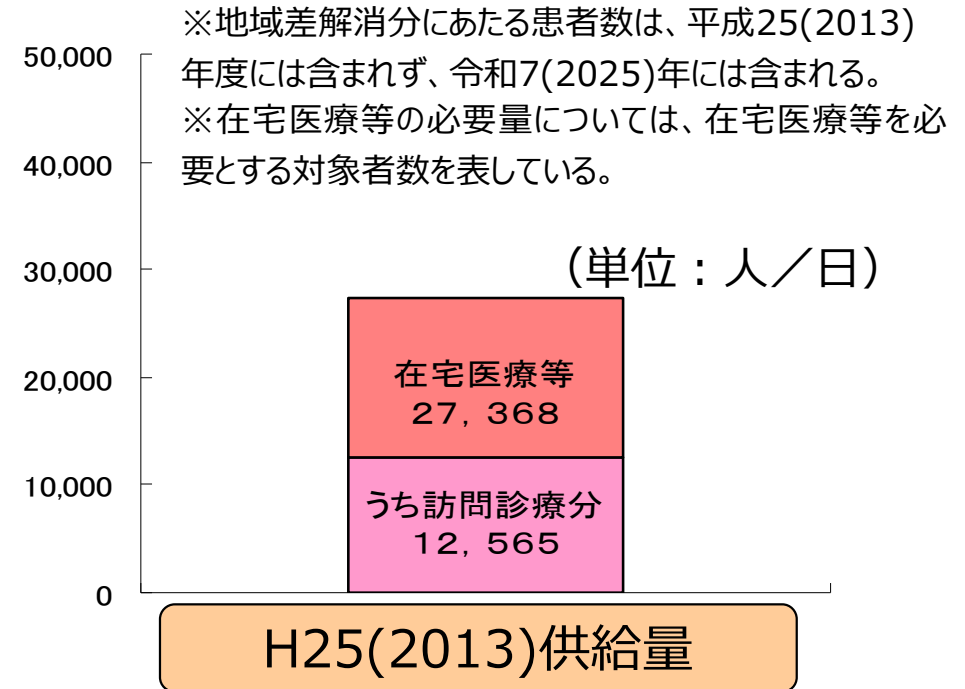 ※地域差解消分にあたる患者数は、平成25(2013)
年度には含まれず、令和7(2025)年には含まれる。
※在宅医療等の必要量については、在宅医療等を必
要とする対象者数を表している。
（単位：人／日）
50,000
40,000
30,000
20,000
10,000
0
在宅医療等
27，368
うち訪問診療分
12，565
H25(2013)供給量